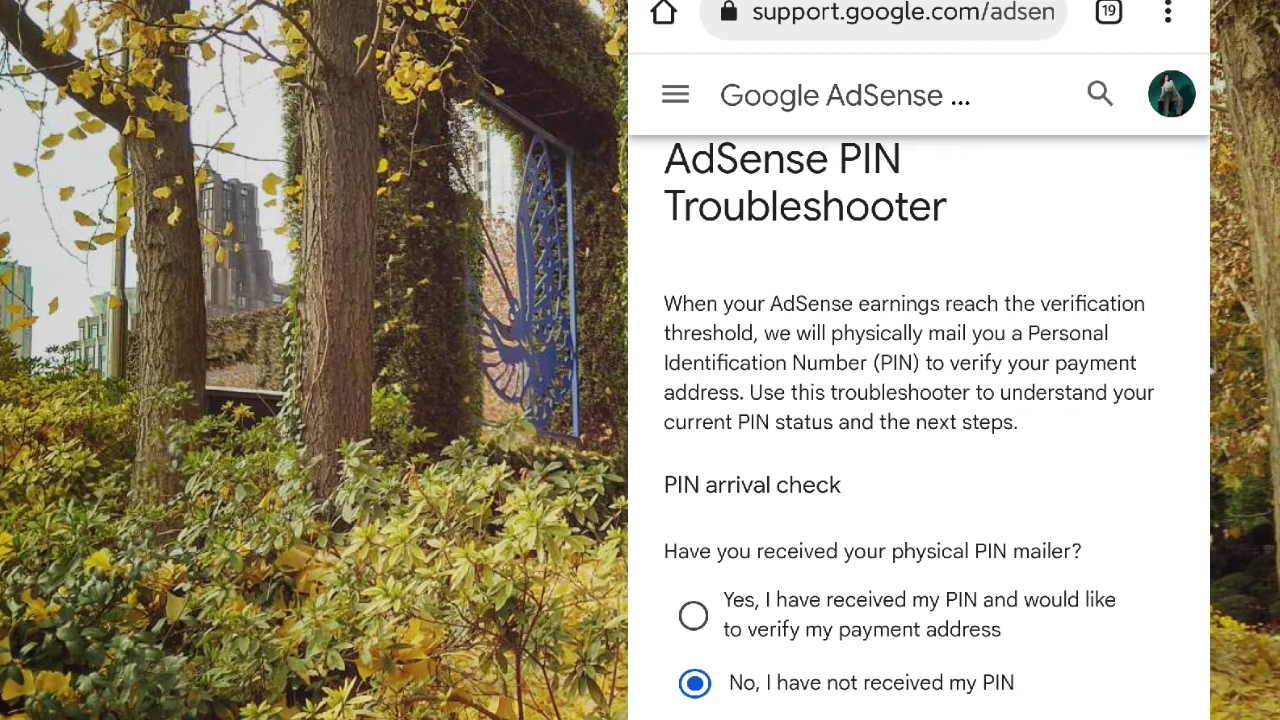 support.google.com/adsen
19
Google AdSense ...
AdSense PIN
Troubleshooter
When your AdSense earnings reach the verification
threshold, we will physically mail you a Personal
Identification Number (PIN) to verify your payment
address. Use this troubleshooter to understand your
current PIN status and the next steps.
PIN arrival check
Have you received your physical PIN mailer?
Yes, I have received my PIN and would like
to verify my payment address
No, I have not received my PIN